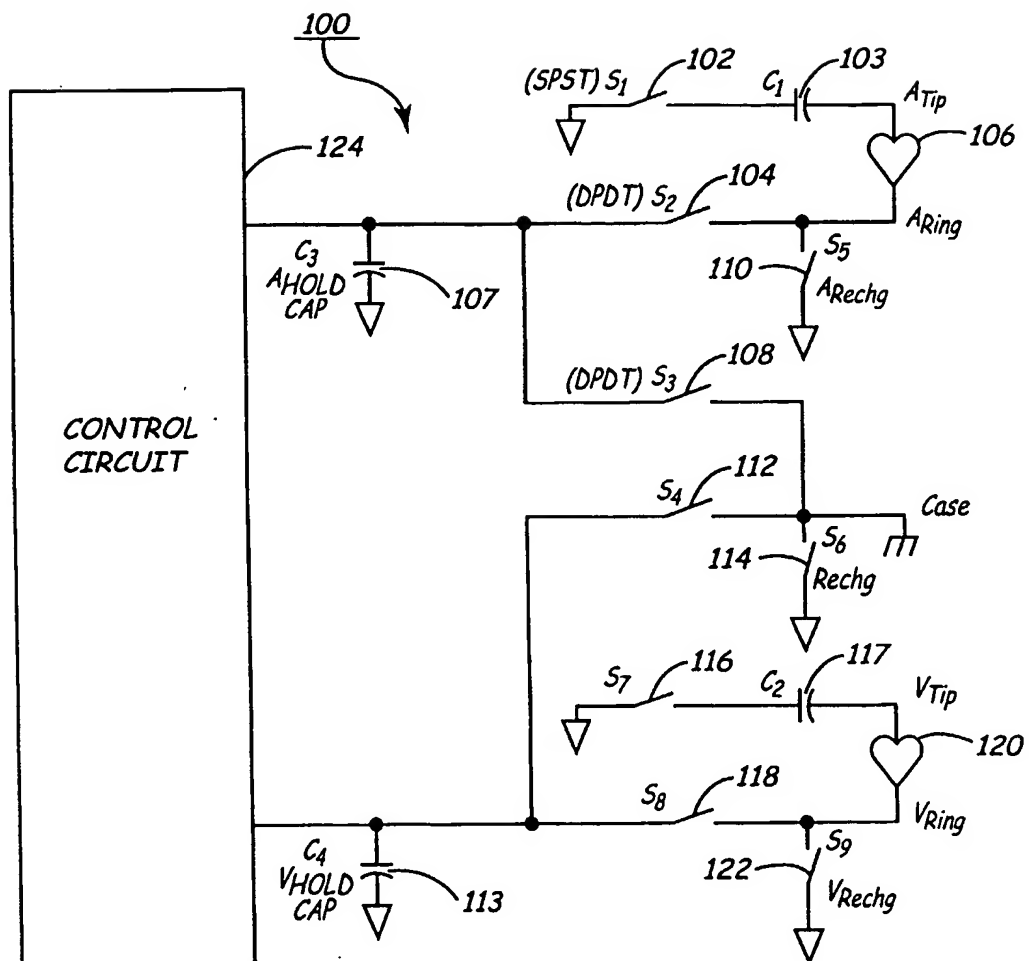 100
102
(SPST) S1
C1
103
ATip
106
124
104
(DPDT) S2
ARing
C3
AHOLD
CAP
107
S5
110
ARechg
108
(DPDT) S3
CONTROL
CIRCUIT
112
S4
Case
S6
114
Rechg
116
S7
C2
117
VTip
120
118
S8
VRing
C4
VHOLD
CAP
113
S9
122
VRechg